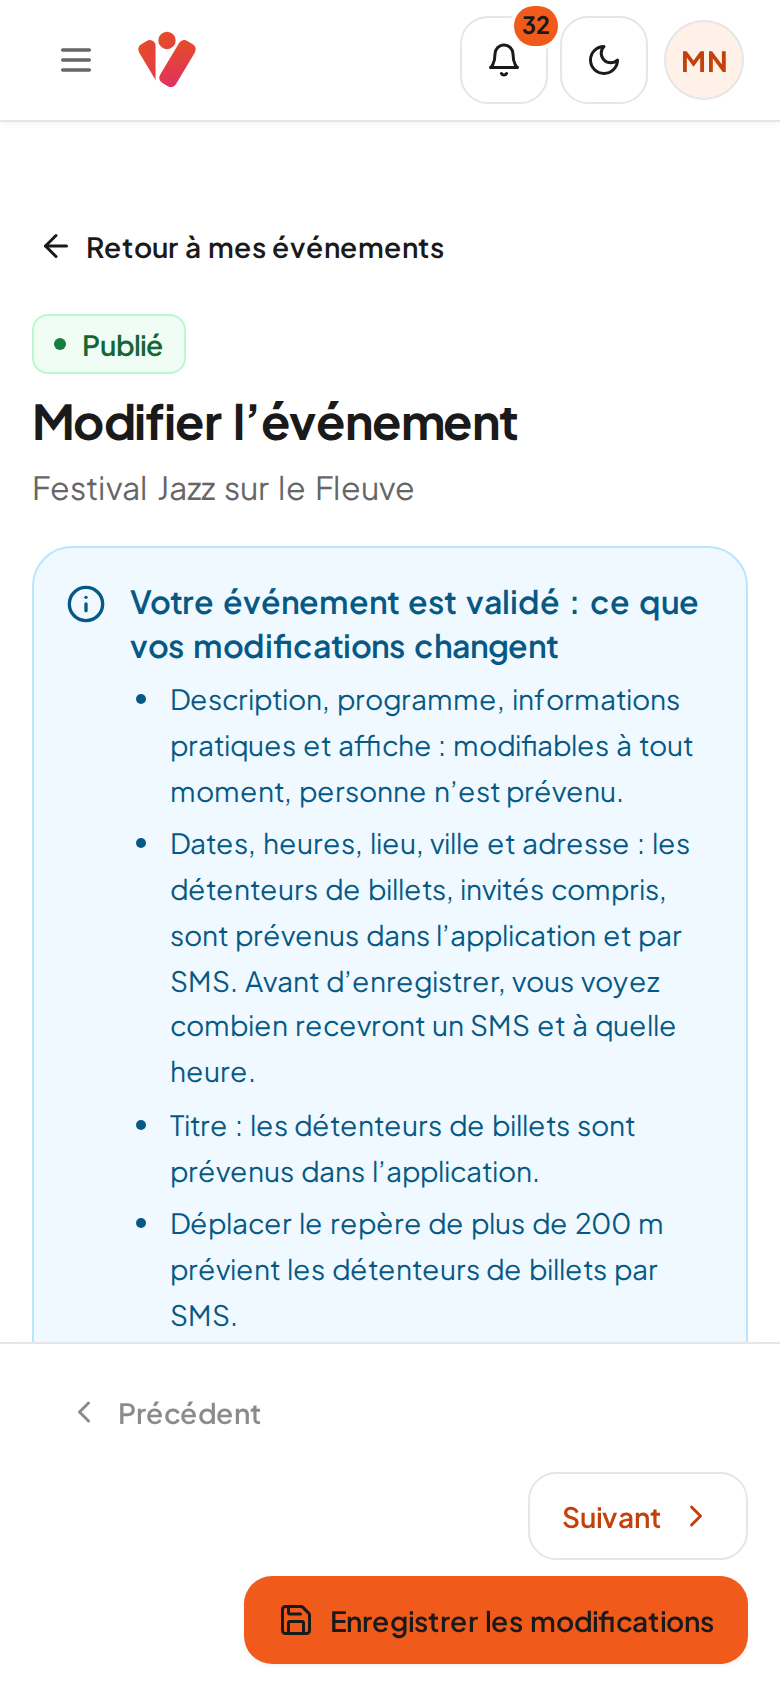 32
MN
Retour à mes événements
Publié
Modifier l’événement
Festival Jazz sur le Fleuve
Votre événement est validé : ce que
vos modifications changent
• Description, programme, informations
pratiques et affiche : modifiables à tout
moment, personne n’est prévenu.
• Dates, heures, lieu, ville et adresse : les
détenteurs de billets, invités compris,
sont prévenus dans l’application et par
SMS. Avant d’enregistrer, vous voyez
combien recevront un SMS et à quelle
heure.
• Titre : les détenteurs de billets sont
prévenus dans l’application.
• Déplacer le repère de plus de 200 m
prévient les détenteurs de billets par
SMS.
Précédent
Suivant
Enregistrer les modifications